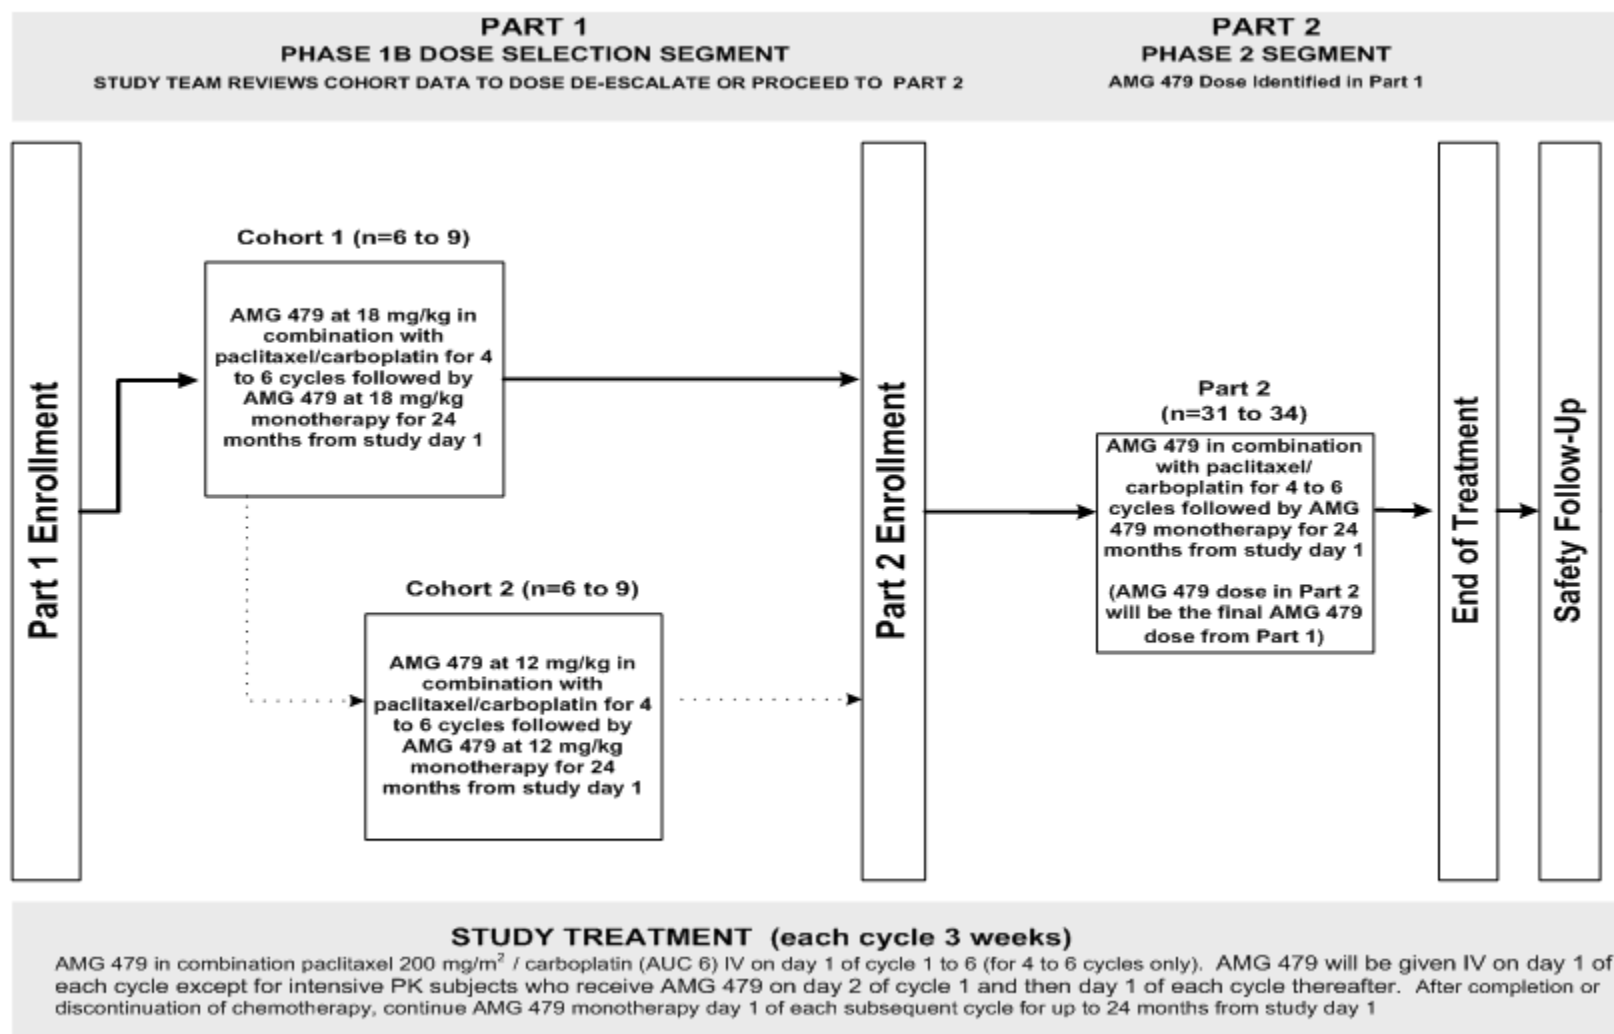 PART 1
PHASE 1B DOSE SELECTION SEGMENT
STUDY TEAM REVIEWS COHORT DATA TO DOSE DE-ESCALATE OR PROCEED TO PART 2
PART 2
PHASE 2 SEGMENT
AMG 479 Dose Identified in Part 1
Part 1 Enrollment
Cohort 1 (n=6 to 9)
AMG 479 at 18 mg/kg in
combination with
paclitaxel/carboplatin for 4
to 6 cycles followed by
AMG 479 at 18 mg/kg
monotherapy for 24
months from study day 1
Cohort 2 (n=6 to 9)
AMG 479 at 12 mg/kg in
combination with
paclitaxel/carboplatin for 4
to 6 cycles followed by
AMG 479 at 12 mg/kg
monotherapy for 24
months from study day 1
Part 2 Enrollment
Part 2
(n=31 to 34)
AMG 479 in combination
with paclitaxel/
carboplatin for 4 to 6
cycles followed by AMG
479 monotherapy for 24
months from study day 1
(AMG 479 dose in Part 2
will be the final AMG 479
dose from Part 1)
End of Treatment
Safety Follow-Up
STUDY TREATMENT (each cycle 3 weeks)
AMG 479 in combination paclitaxel 200 mg/m² / carboplatin (AUC 6) IV on day 1 of cycle 1 to 6 (for 4 to 6 cycles only). AMG 479 will be given IV on day 1 of
each cycle except for intensive PK subjects who receive AMG 479 on day 2 of cycle 1 and then day 1 of each cycle thereafter. After completion or
discontinuation of chemotherapy, continue AMG 479 monotherapy day 1 of each subsequent cycle for up to 24 months from study day 1